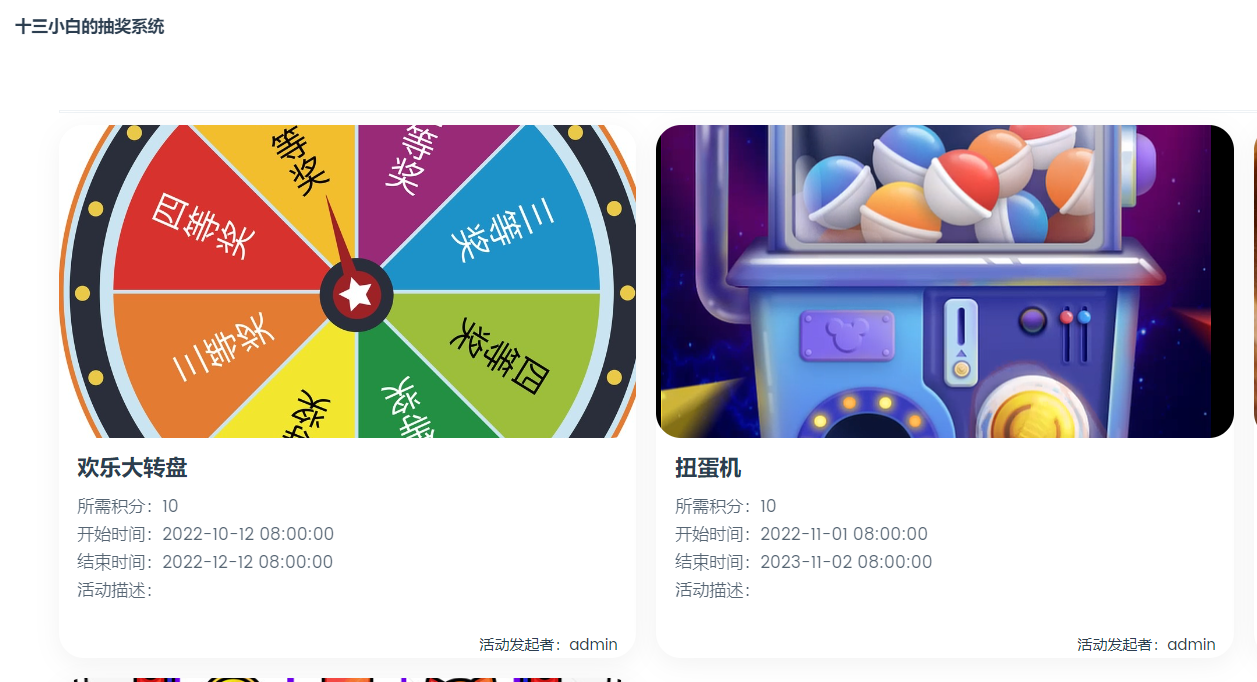 十三小白的抽奖系统
等奖
等奖
四等奖
三等奖
三等奖
四等奖
等奖
欢乐大转盘
所需积分：10
开始时间：2022-10-12 08:00:00
结束时间：2022-12-12 08:00:00
活动描述：
活动发起者：admin
扭蛋机
所需积分：10
开始时间：2022-11-01 08:00:00
结束时间：2023-11-02 08:00:00
活动描述：
活动发起者：admin